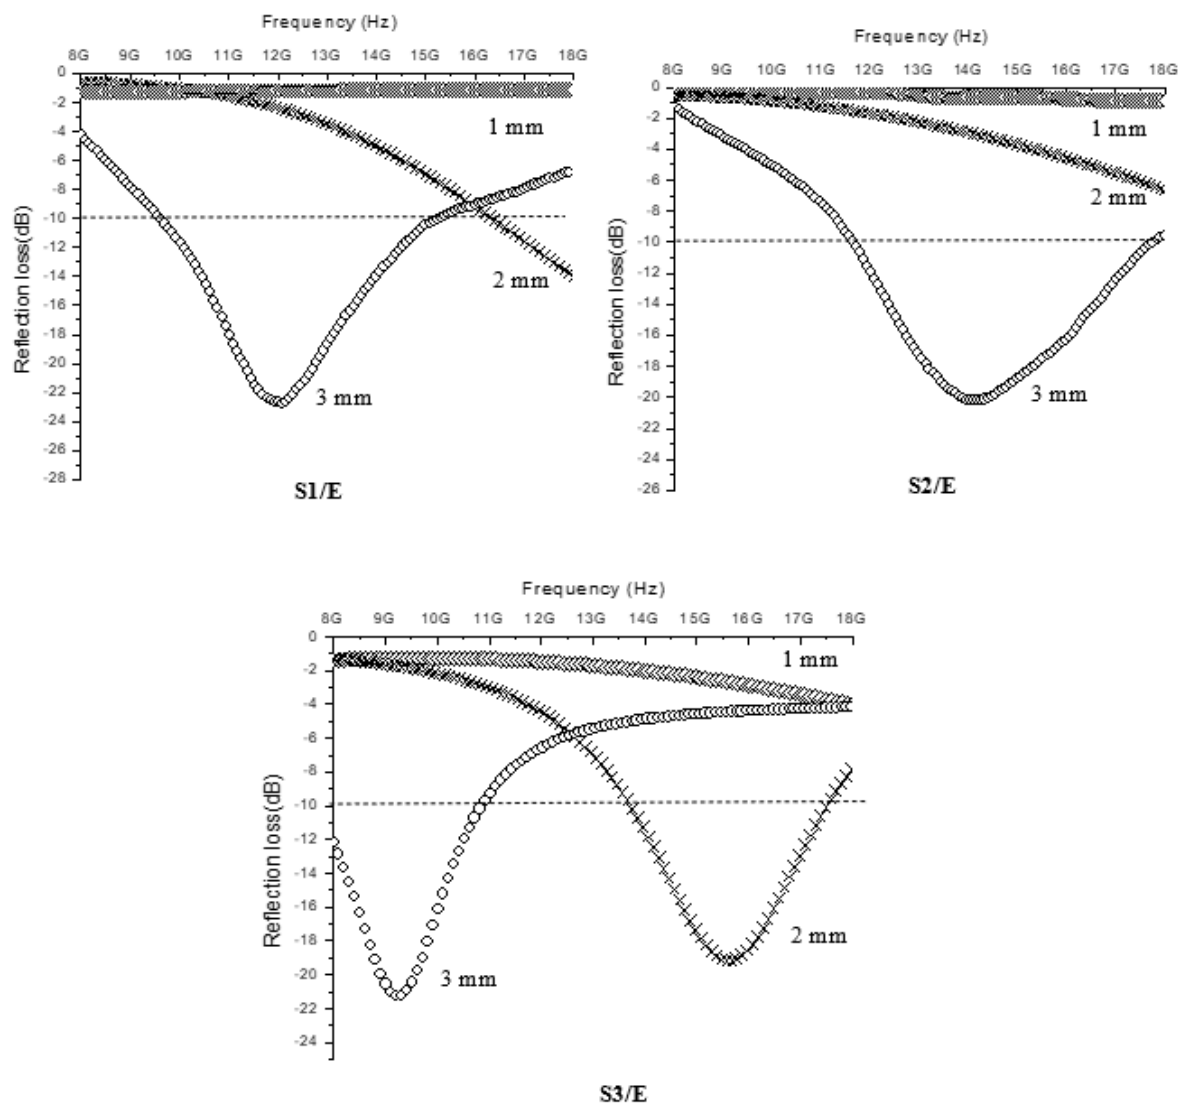 Frequency (Hz)
8G 9G 10G 11G 12G 13G 14G 15G 16G 17G 18G
0
-2
-4
-6
-8
-10
-12
-14
-16
-18
-20
-22
-24
-26
-28
Reflection loss(dB)
1 mm
2 mm
3 mm
S1/E
Frequency (Hz)
8G 9G 10G 11G 12G 13G 14G 15G 16G 17G 18G
0
-2
-4
-6
-8
-10
-12
-14
-16
-18
-20
-22
-24
-26
Reflection loss(dB)
1 mm
2 mm
3 mm
S2/E
Frequency (Hz)
8G 9G 10G 11G 12G 13G 14G 15G 16G 17G 18G
0
-2
-4
-6
-8
-10
-12
-14
-16
-18
-20
-22
-24
Reflection loss(dB)
1 mm
2 mm
3 mm
S3/E